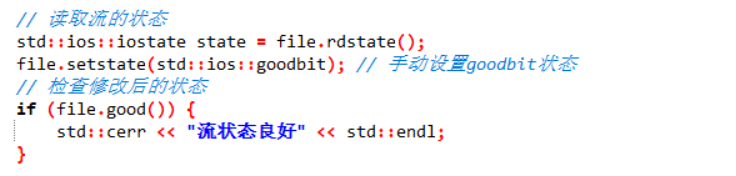 // 读取流的状态
std::ios::iostate state = file.rdstate();
file.setstate(std::ios::goodbit); // 手动设置goodbit状态
// 检查修改后的状态
if (file.good()) {
    std::cerr << "流状态良好" << std::endl;
}